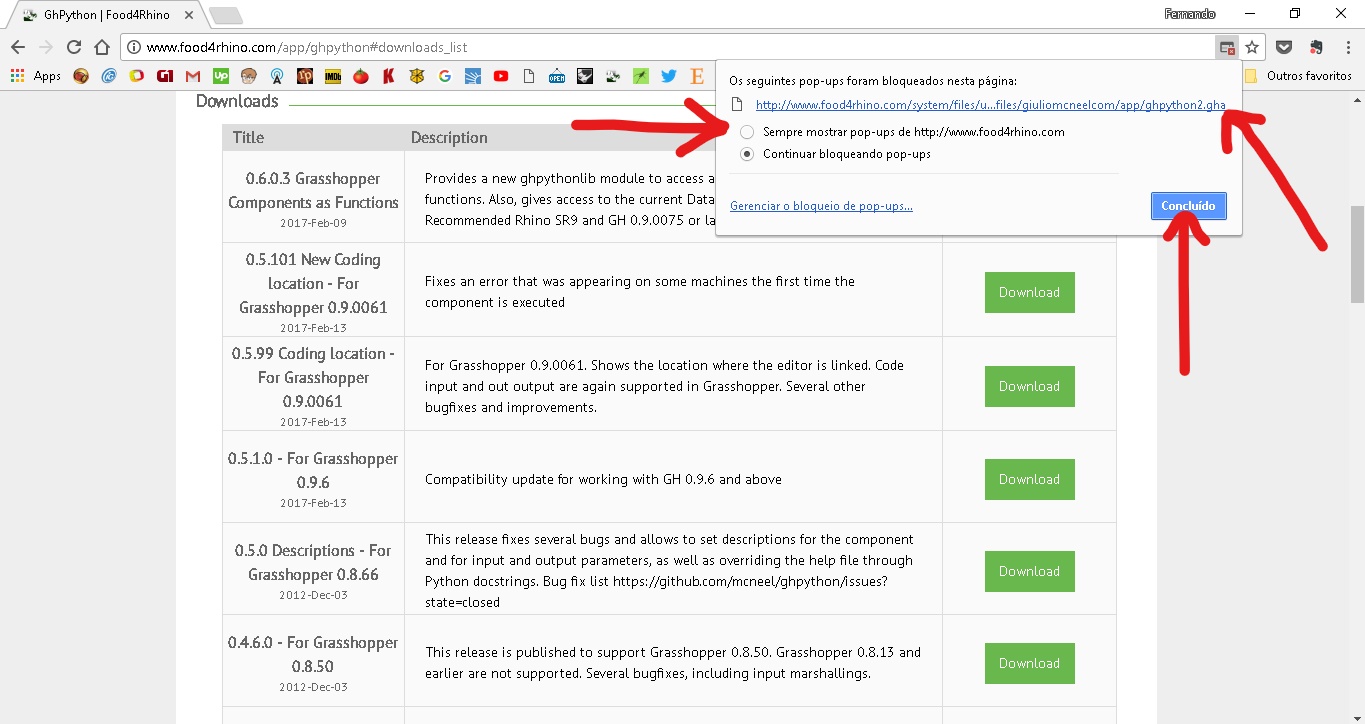 GhPython | Food4Rhino
Fernando
www.food4rhino.com/app/ghpython#downloads_list
Apps
G1
M
Up
IMDb
K
G
OPEN
E
Outros favoritos
Os seguintes pop-ups foram bloqueados nesta página:
http://www.food4rhino.com/system/files/u...files/giuliomcneelcom/app/ghpython2.gha
Sempre mostrar pop-ups de http://www.food4rhino.com
Continuar bloqueando pop-ups
Gerenciar o bloqueio de pop-ups...
Concluído
Downloads
Title
Description
0.6.0.3 Grasshopper
Components as Functions
2017-Feb-09
Provides a new ghpythonlib module to access a
functions. Also, gives access to the current Data
Recommended Rhino SR9 and GH 0.9.0075 or la
0.5.101 New Coding
location - For
Grasshopper 0.9.0061
2017-Feb-13
Fixes an error that was appearing on some machines the first time the
component is executed
Download
0.5.99 Coding location -
For Grasshopper
0.9.0061
2017-Feb-13
For Grasshopper 0.9.0061. Shows the location where the editor is linked. Code
input and out output are again supported in Grasshopper. Several other
bugfixes and improvements.
Download
0.5.1.0 - For Grasshopper
0.9.6
2017-Feb-13
Compatibility update for working with GH 0.9.6 and above
Download
0.5.0 Descriptions - For
Grasshopper 0.8.66
2012-Dec-03
This release fixes several bugs and allows to set descriptions for the component
and for input and output parameters, as well as overriding the help file through
Python docstrings. Bug fix list https://github.com/mcneel/ghpython/issues?
state=closed
Download
0.4.6.0 - For Grasshopper
0.8.50
2012-Dec-03
This release is published to support Grasshopper 0.8.50. Grasshopper 0.8.13 and
earlier are not supported. Several bugfixes, including input marshallings.
Download